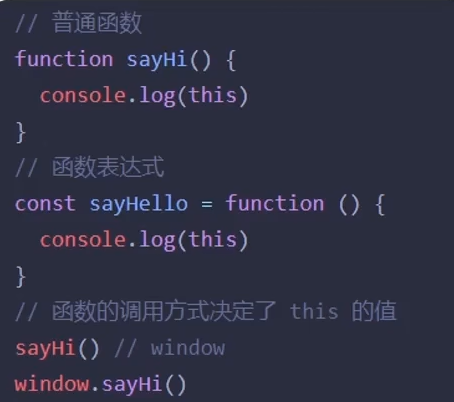 // 普通函数
function sayHi() {
  console.log(this)
}
// 函数表达式
const sayHello = function () {
  console.log(this)
}
// 函数的调用方式决定了 this 的值
sayHi() // window
window.sayHi()